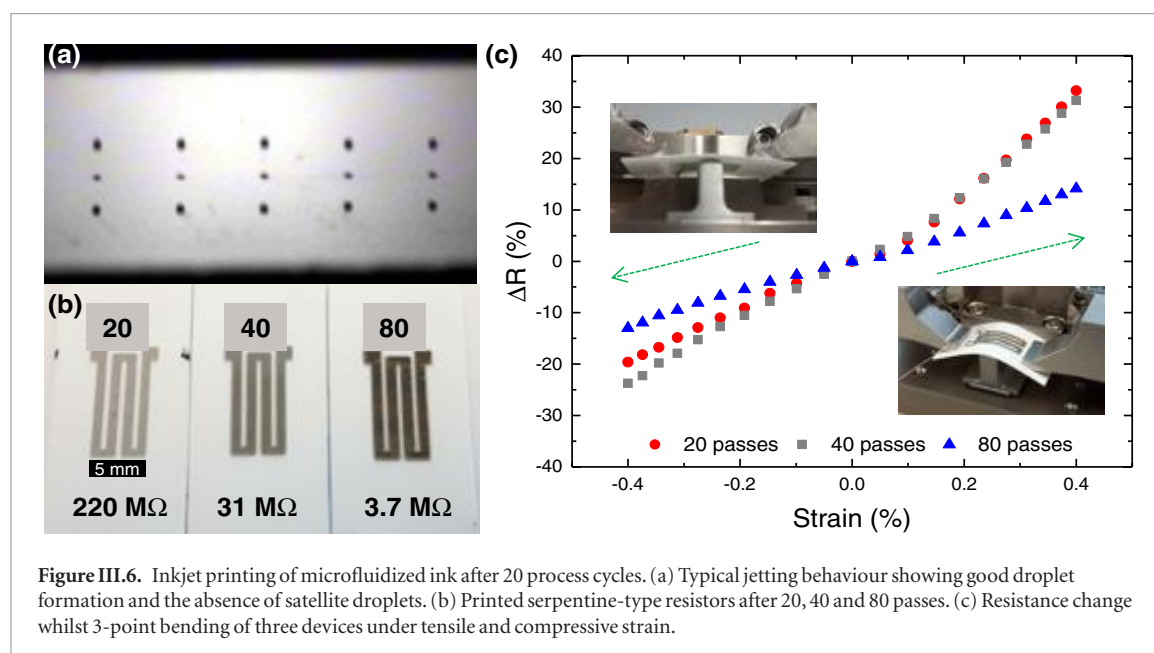 (a)
(b)
20
40
80
5 mm
220 MΩ
31 MΩ
3.7 MΩ
(c)
40
30
20
10
0
-10
-20
-30
-40
ΔR (%)
20 passes
40 passes
80 passes
-0.4
-0.2
0.0
0.2
0.4
Strain (%)
Figure III.6. Inkjet printing of microfluidized ink after 20 process cycles. (a) Typical jetting behaviour showing good droplet
formation and the absence of satellite droplets. (b) Printed serpentine-type resistors after 20, 40 and 80 passes. (c) Resistance change
whilst 3-point bending of three devices under tensile and compressive strain.